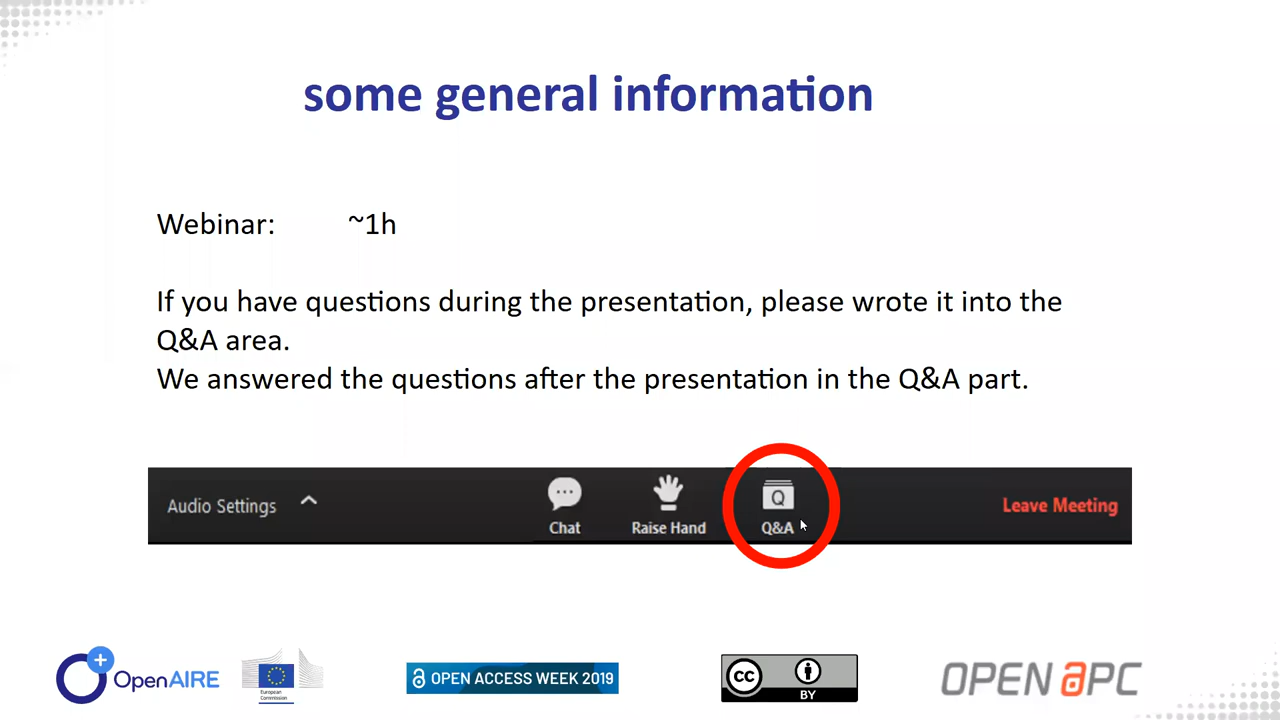 some general information
Webinar: ~1h
If you have questions during the presentation, please wrote it into the
Q&A area.
We answered the questions after the presentation in the Q&A part.
Audio Settings
Chat
Raise Hand
Q
Q&A
Leave Meeting
OpenAIRE
European
Commission
OPEN ACCESS WEEK 2019
cc
BY
OPEN APC